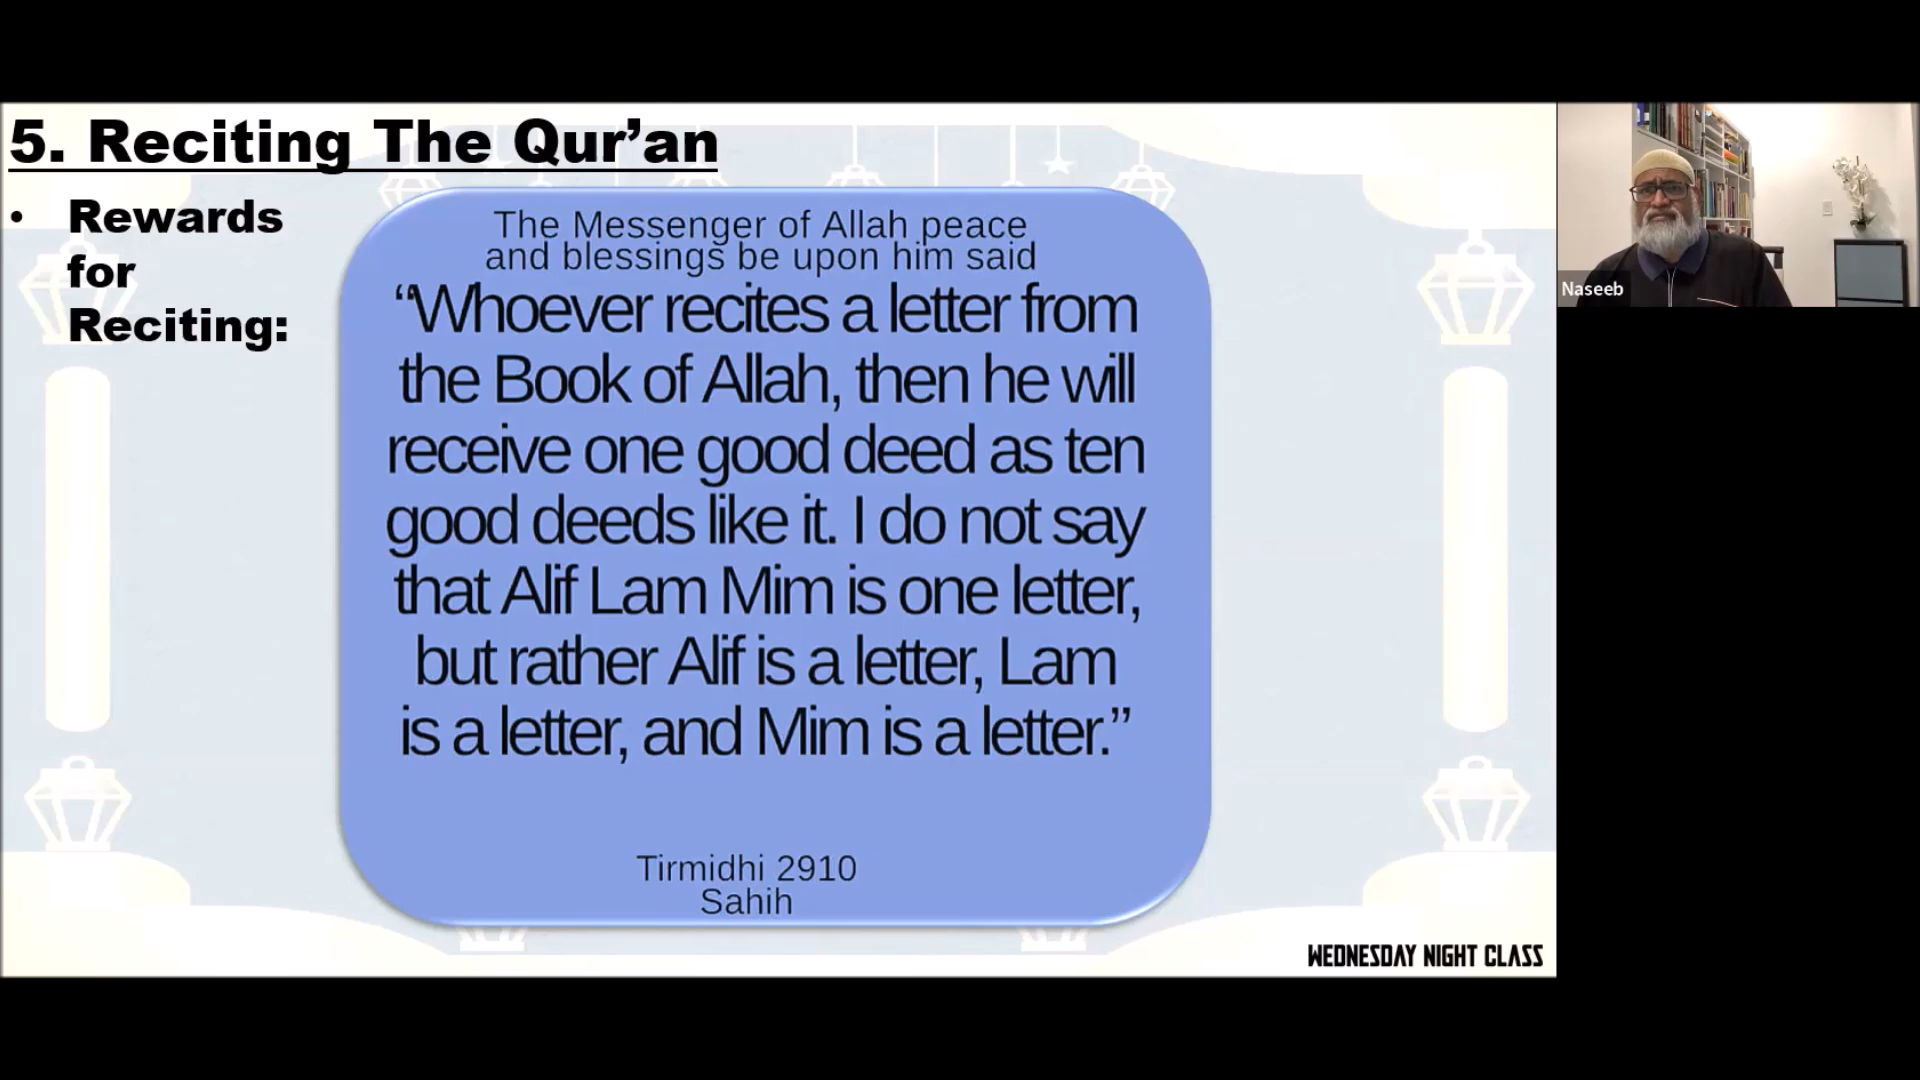 5. Reciting The Qur’an
• Rewards
for
Reciting:
The Messenger of Allah peace
and blessings be upon him said
“Whoever recites a letter from
the Book of Allah, then he will
receive one good deed as ten
good deeds like it. I do not say
that Alif Lam Mim is one letter,
but rather Alif is a letter, Lam
is a letter, and Mim is a letter.”
Tirmidhi 2910
Sahih
WEDNESDAY NIGHT CLASS
Naseeb